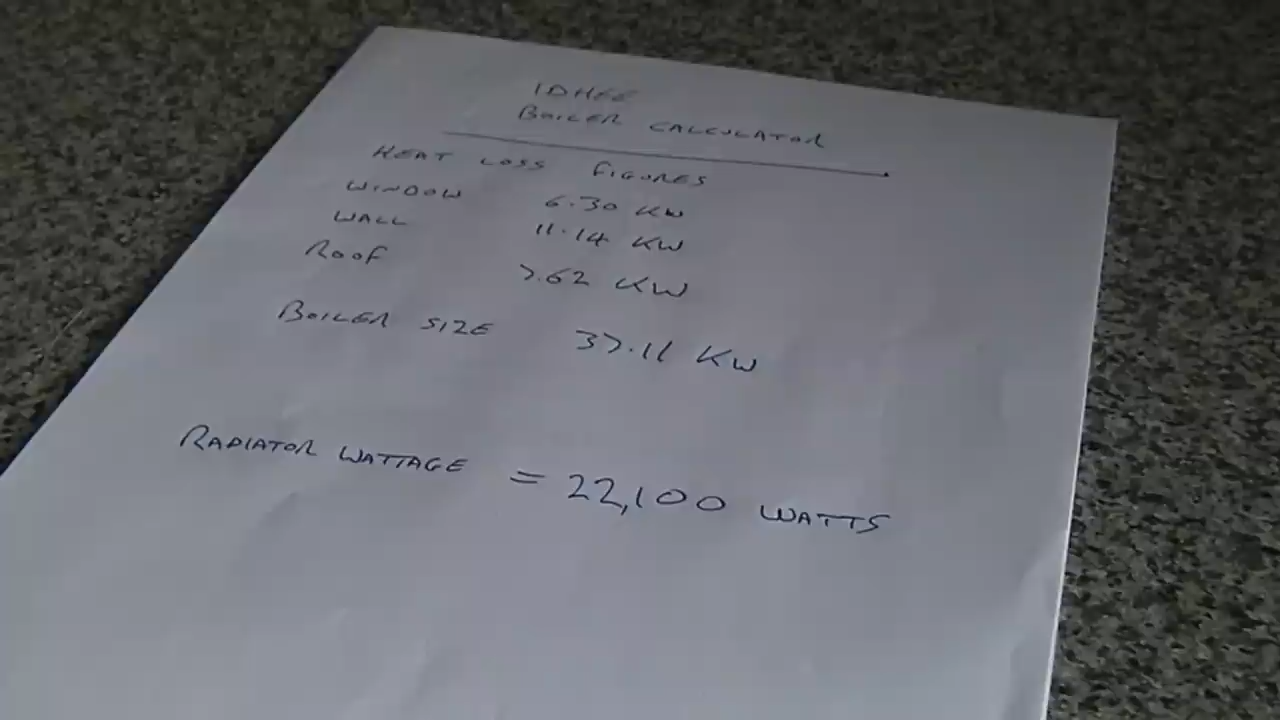 IDHEE
BOILER CALCULATOR
HEAT LOSS FIGURES
WINDOW 6.30 KW
WALL 11.14 KW
ROOF 7.62 KW
BOILER SIZE 37.11 KW
RADIATOR WATTAGE = 22,100 WATTS